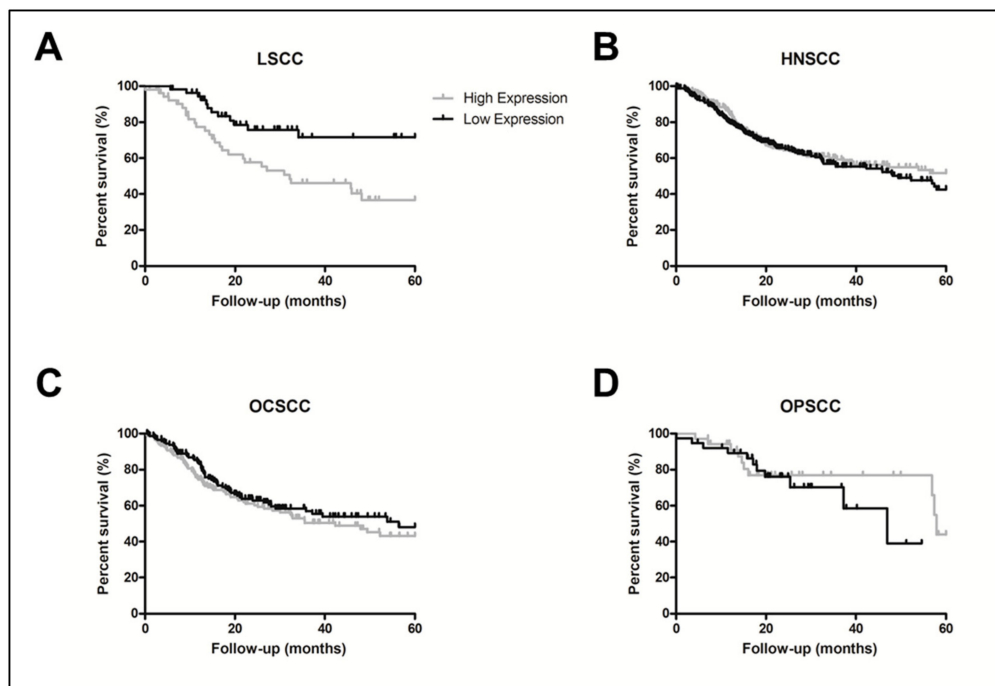 A
LSCC
Percent survival (%)
100
80
60
40
20
0
0 20 40 60
Follow-up (months)
High Expression
Low Expression
B
HNSCC
Percent survival (%)
100
80
60
40
20
0
0 20 40 60
Follow-up (months)
C
OCSCC
Percent survival (%)
100
80
60
40
20
0
0 20 40 60
Follow-up (months)
D
OPSCC
Percent survival (%)
100
80
60
40
20
0
0 20 40 60
Follow-up (months)